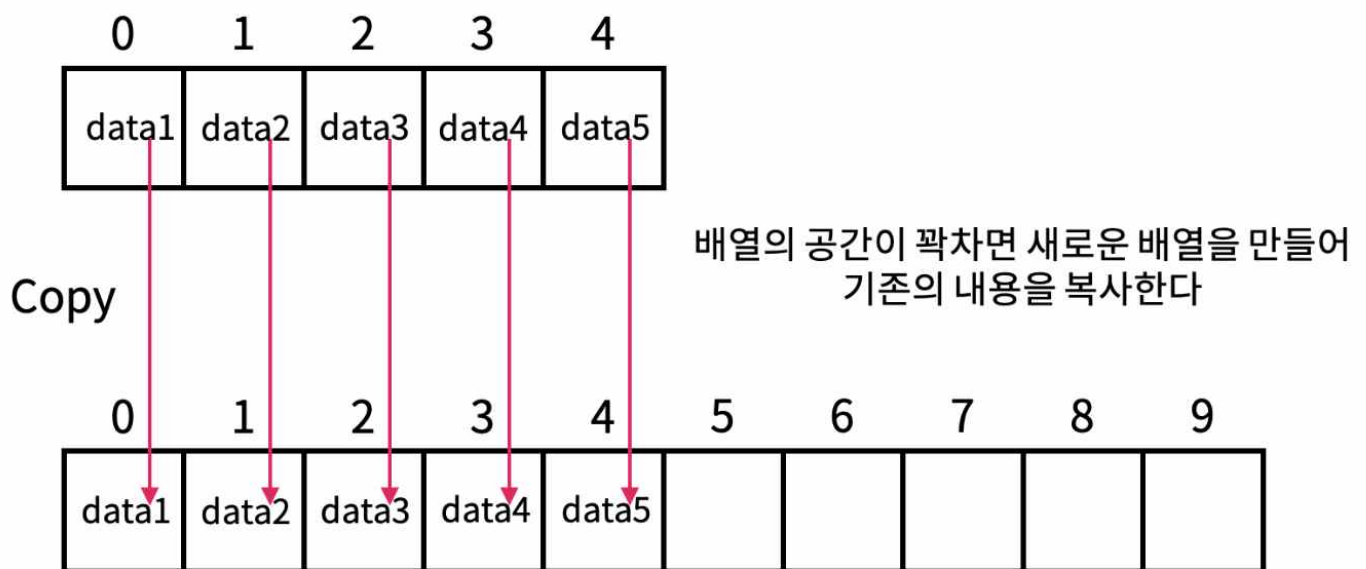 0 1 2 3 4
data1 data2 data3 data4 data5
배열의 공간이 꽉차면 새로운 배열을 만들어
기존의 내용을 복사한다
Copy
0 1 2 3 4 5 6 7 8 9
data1 data2 data3 data4 data5